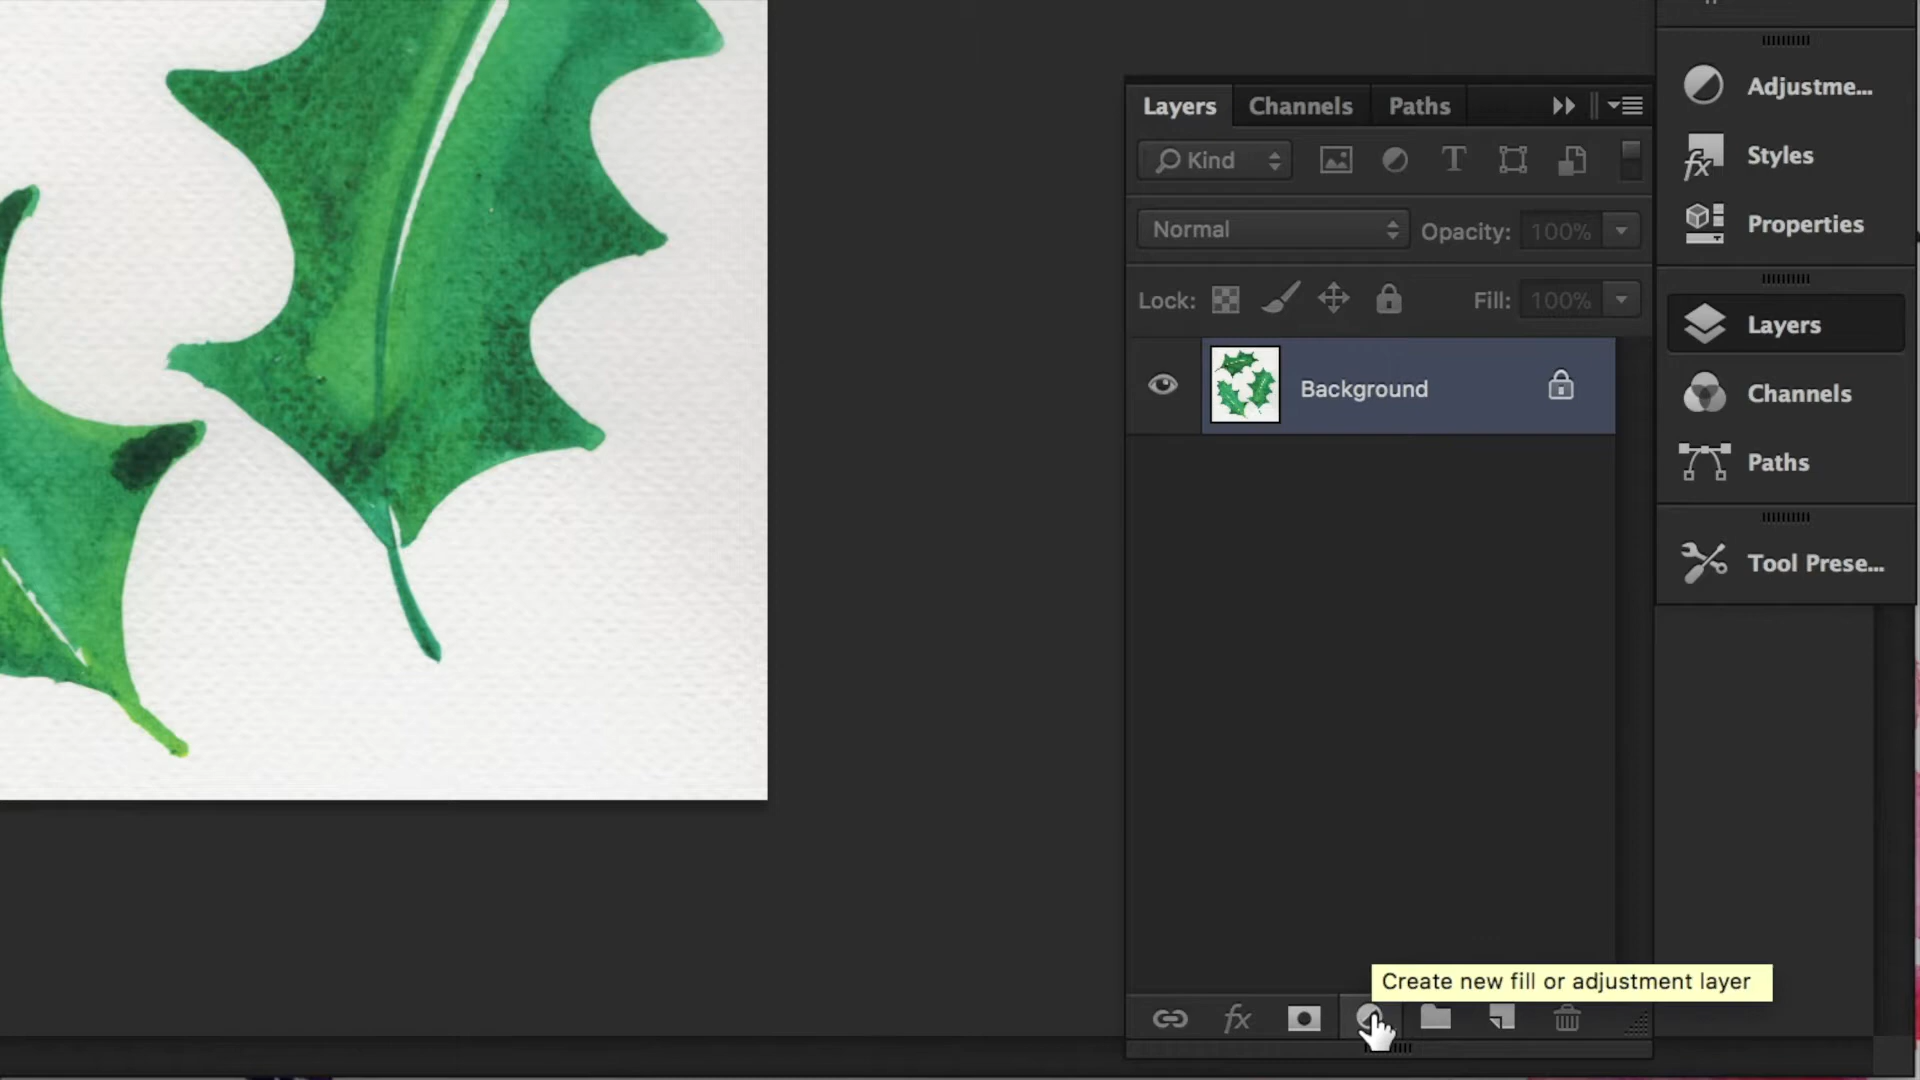 Layers Channels Paths
Kind
Normal Opacity: 100%
Lock: Fill: 100%
Background
Create new fill or adjustment layer
fx
Adjustme...
Styles
Properties
Layers
Channels
Paths
Tool Prese...